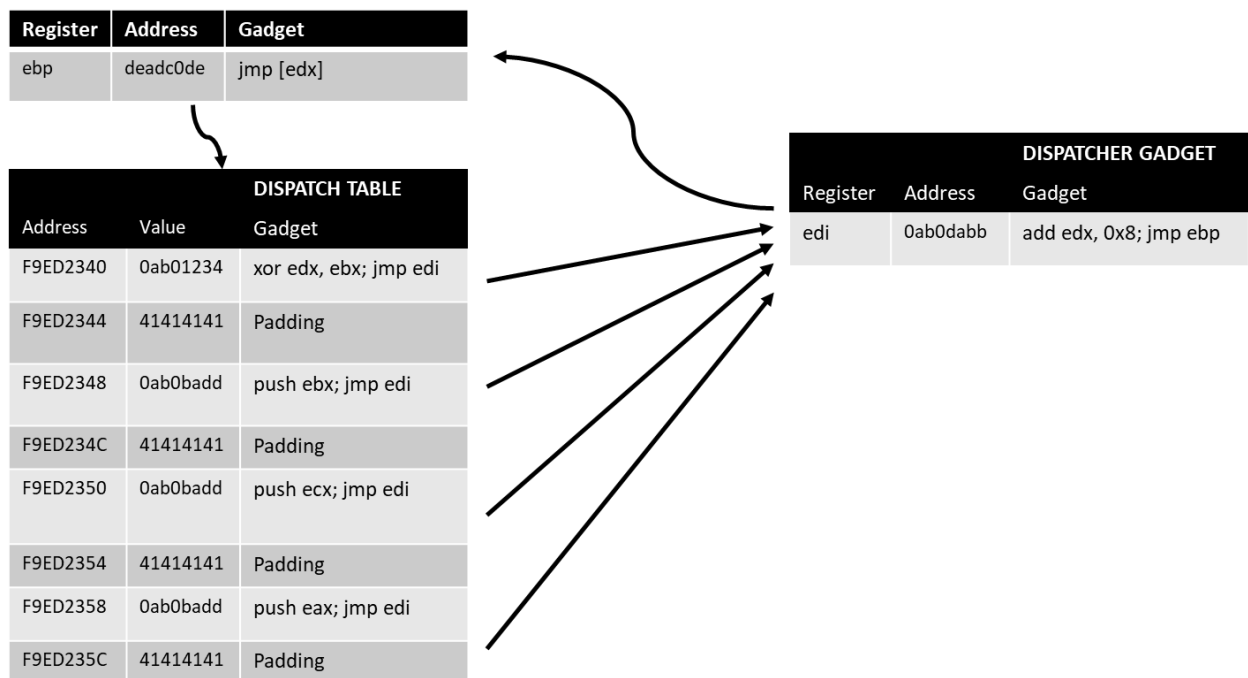 Register Address Gadget
ebp deadc0de jmp [edx]
DISPATCH TABLE
Address Value Gadget
F9ED2340 0ab01234 xor edx, ebx; jmp edi
F9ED2344 41414141 Padding
F9ED2348 0ab0badd push ebx; jmp edi
F9ED234C 41414141 Padding
F9ED2350 0ab0badd push ecx; jmp edi
F9ED2354 41414141 Padding
F9ED2358 0ab0badd push eax; jmp edi
F9ED235C 41414141 Padding
DISPATCHER GADGET
Register Address Gadget
edi 0ab0dabb add edx, 0x8; jmp ebp